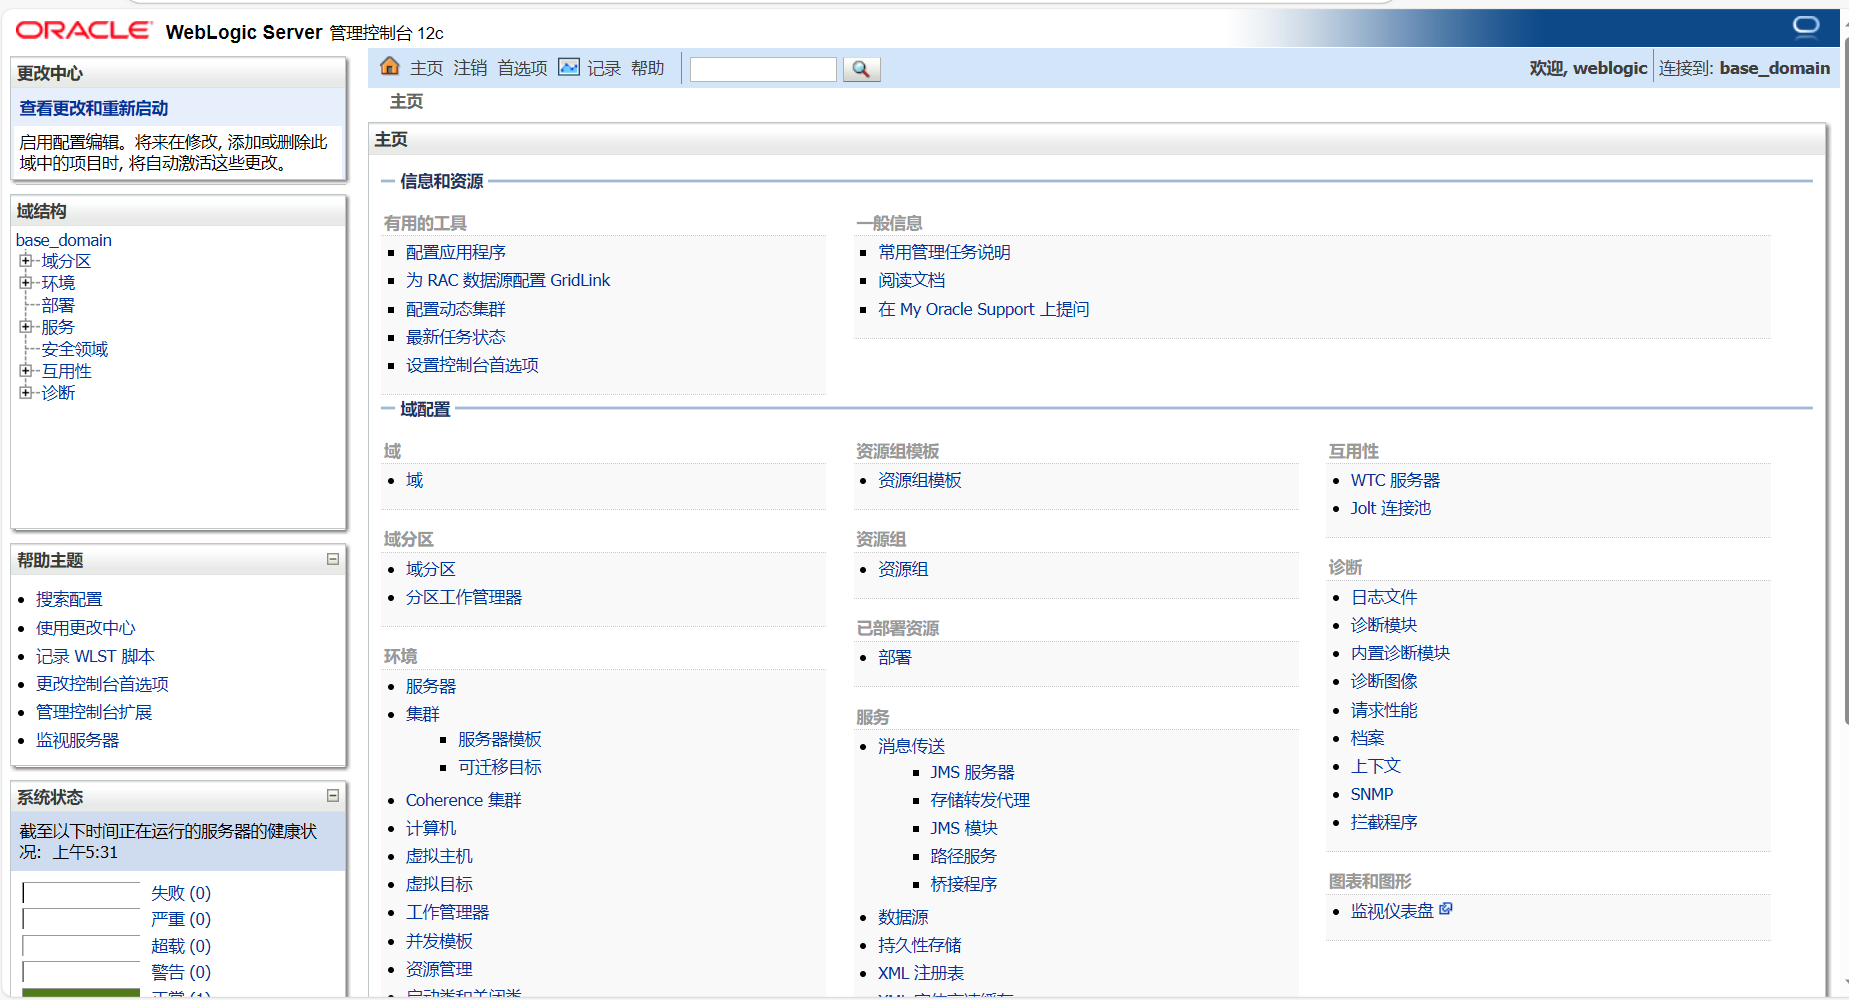 ORACLE WebLogic Server 管理控制台 12c
更改中心
查看更改和重新启动
启用配置编辑。将来在修改, 添加或删除此
域中的项目时, 将自动激活这些更改。
域结构
base_domain
域分区
环境
部署
服务
安全领域
互用性
诊断
帮助主题
搜索配置
使用更改中心
记录 WLST 脚本
更改控制台首选项
管理控制台扩展
监视服务器
系统状态
截至以下时间正在运行的服务器的健康状
况: 上午5:31
失败 (0)
严重 (0)
超载 (0)
警告 (0)
正常 (1)
主页 注销 首选项 记录 帮助
欢迎, weblogic 连接到: base_domain
主页
主页
信息和资源
有用的工具
配置应用程序
为 RAC 数据源配置 GridLink
配置动态集群
最新任务状态
设置控制台首选项
一般信息
常用管理任务说明
阅读文档
在 My Oracle Support 上提问
域配置
域
域
域分区
域分区
分区工作管理器
环境
服务器
集群
服务器模板
可迁移目标
Coherence 集群
计算机
虚拟主机
虚拟目标
工作管理器
并发模板
资源管理
启动类和关闭类
资源组模板
资源组模板
资源组
资源组
已部署资源
部署
服务
消息传送
JMS 服务器
存储转发代理
JMS 模块
路径服务
桥接程序
数据源
持久性存储
XML 注册表
XML 实体高速缓存
互用性
WTC 服务器
Jolt 连接池
诊断
日志文件
诊断模块
内置诊断模块
诊断图像
请求性能
档案
上下文
SNMP
拦截程序
图表和图形
监视仪表盘